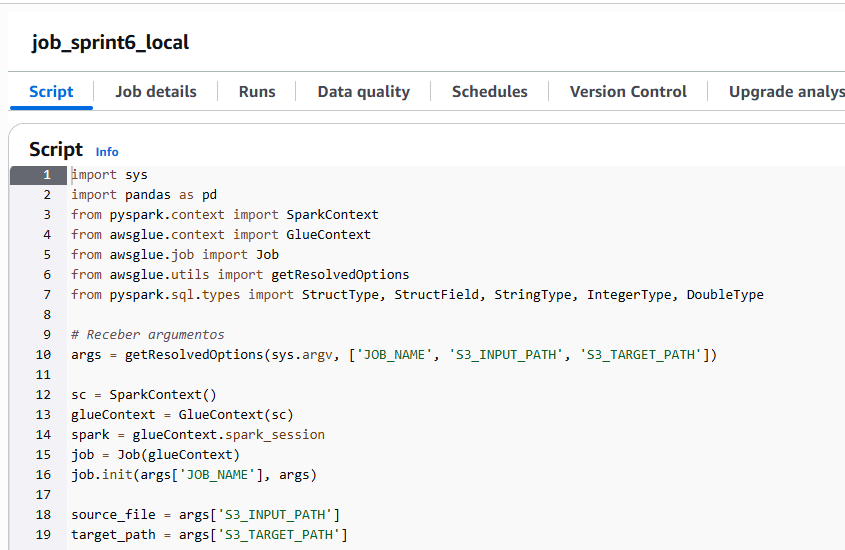 job_sprint6_local
Script Job details Runs Data quality Schedules Version Control Upgrade analys
Script Info
1 import sys
2 import pandas as pd
3 from pyspark.context import SparkContext
4 from awsglue.context import GlueContext
5 from awsglue.job import Job
6 from awsglue.utils import getResolvedOptions
7 from pyspark.sql.types import StructType, StructField, StringType, IntegerType, DoubleType
8
9 # Receber argumentos
10 args = getResolvedOptions(sys.argv, ['JOB_NAME', 'S3_INPUT_PATH', 'S3_TARGET_PATH'])
11
12 sc = SparkContext()
13 glueContext = GlueContext(sc)
14 spark = glueContext.spark_session
15 job = Job(glueContext)
16 job.init(args['JOB_NAME'], args)
17
18 source_file = args['S3_INPUT_PATH']
19 target_path = args['S3_TARGET_PATH']